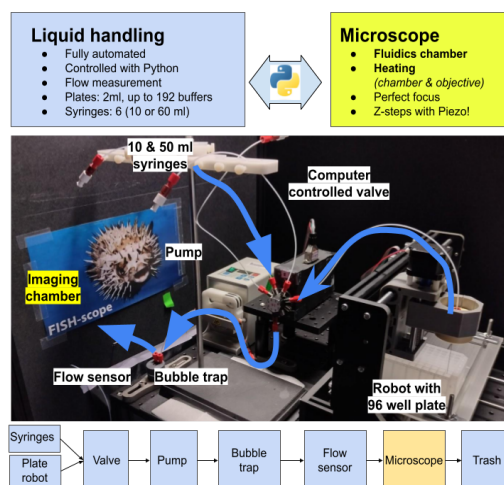 Liquid handling
● Fully automated
● Controlled with Python
● Flow measurement
● Plates: 2ml, up to 192 buffers
● Syringes: 6 (10 or 60 ml)
Microscope
● Fluidics chamber
● Heating
(chamber & objective)
● Perfect focus
● Z-steps with Piezo!
10 & 50 ml
syringes
Computer
controlled valve
Pump
Imaging
chamber
FISH-scope
Flow sensor
Bubble trap
Robot with
96 well plate
Syringes
Plate
robot
Valve
Pump
Bubble
trap
Flow
sensor
Microscope
Trash